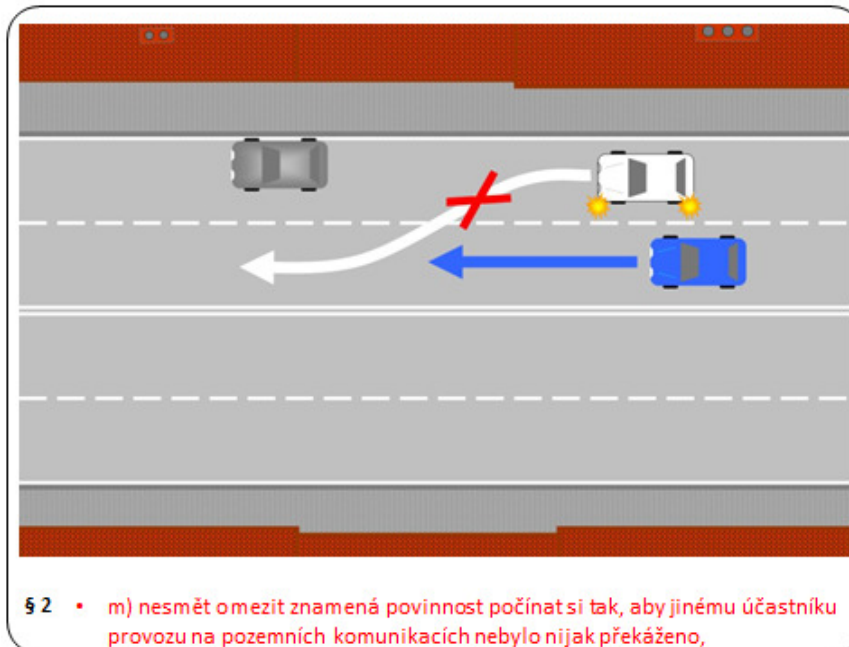 § 2 • m) nesmět omezit znamená povinnost počínat si tak, aby jinému účastníku
provozu na pozemních komunikacích nebylo nijak překáženo,